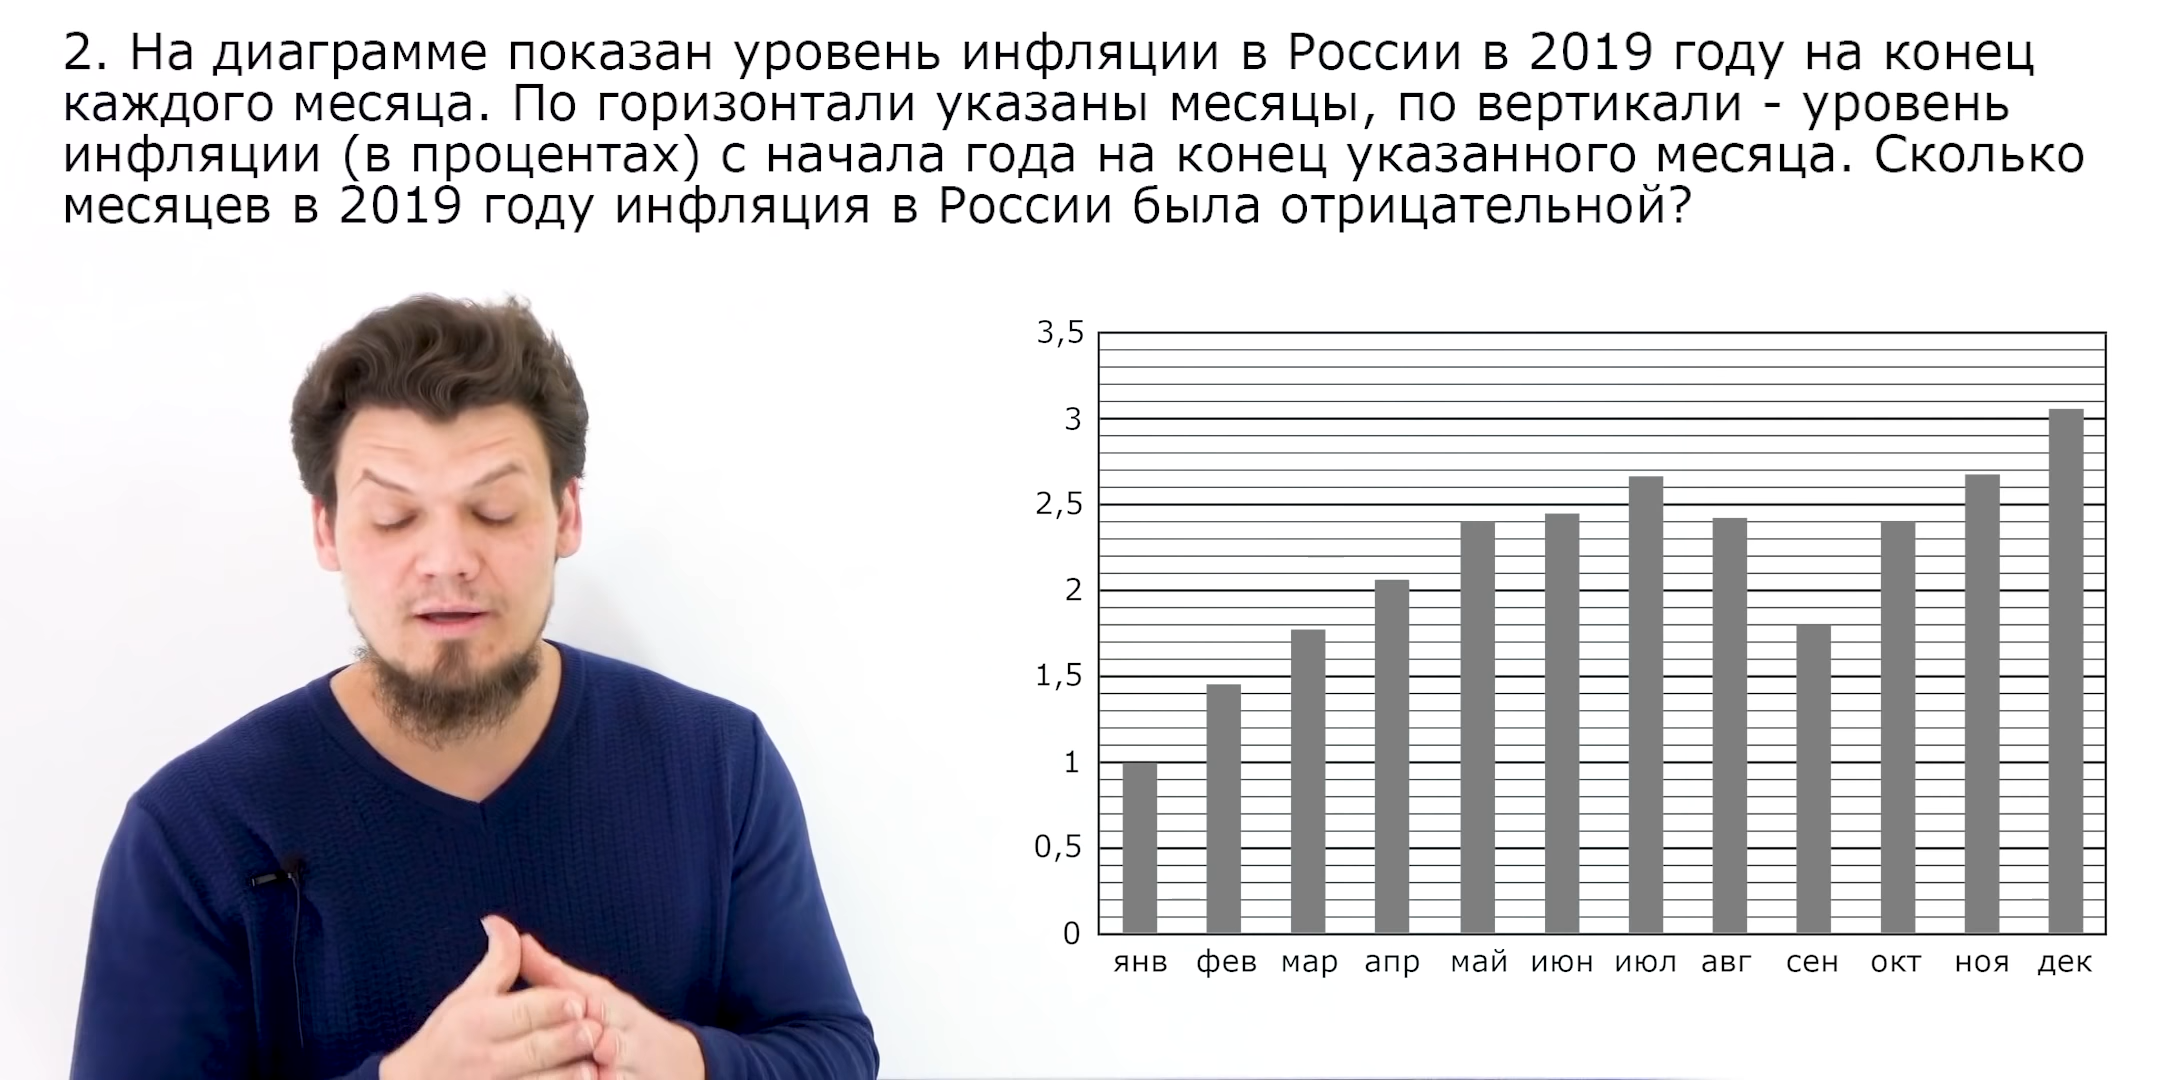 2. На диаграмме показан уровень инфляции в России в 2019 году на конец
каждого месяца. По горизонтали указаны месяцы, по вертикали - уровень
инфляции (в процентах) с начала года на конец указанного месяца. Сколько
месяцев в 2019 году инфляция в России была отрицательной?
3,5
3
2,5
2
1,5
1
0,5
0
янв фев мар апр май июн июл авг сен окт ноя дек